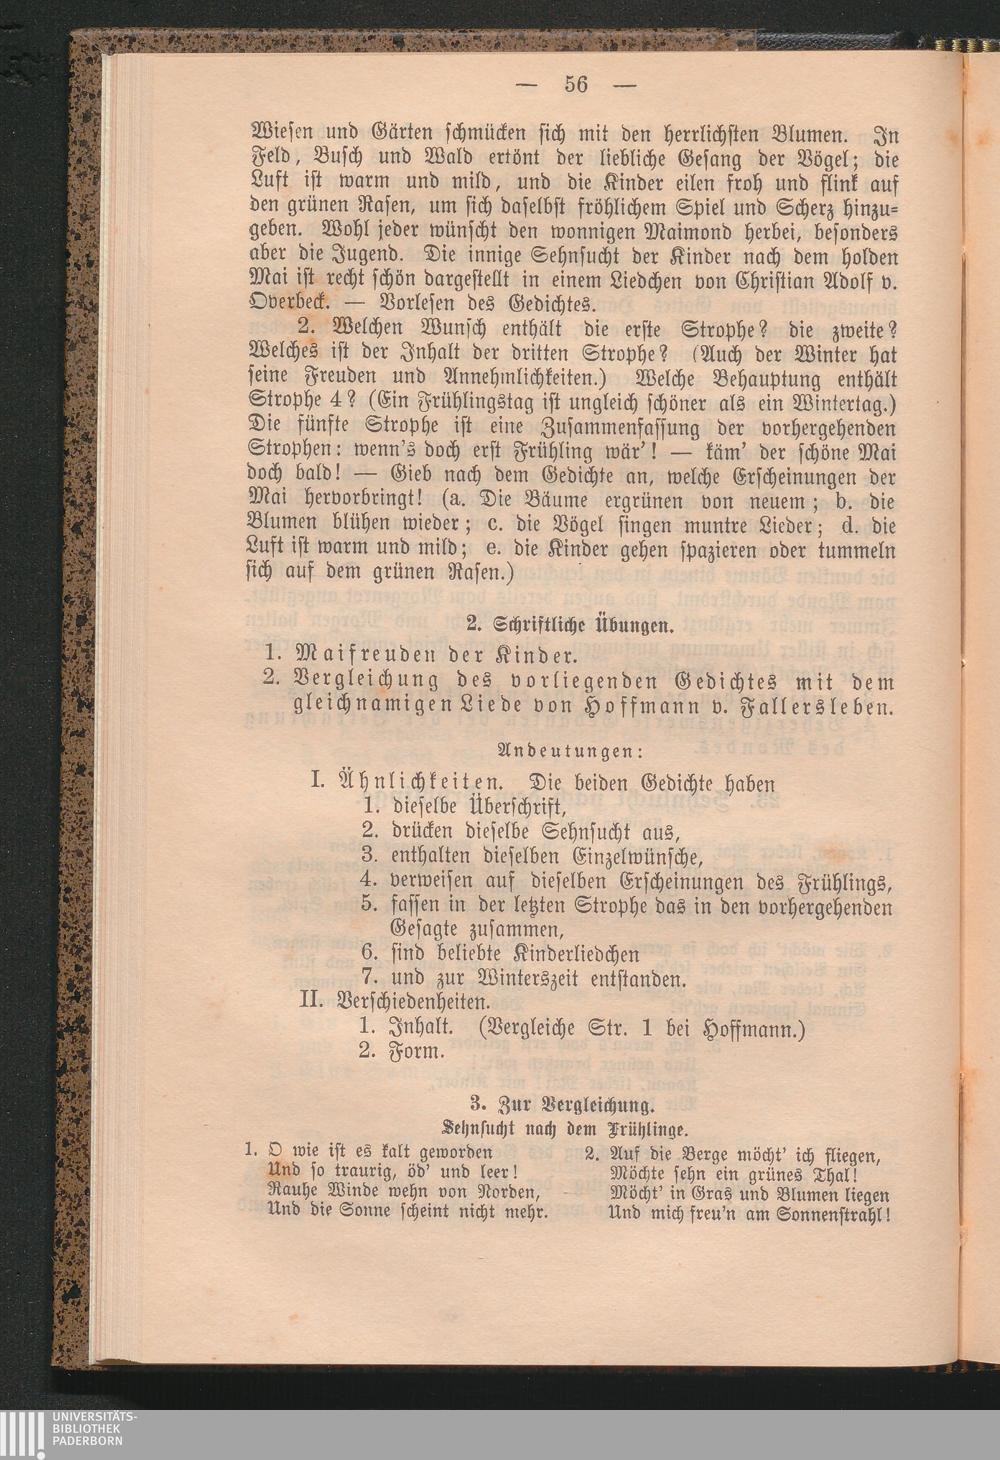 — 56 —
Wiesen und Gärten schmücken sich mit den herrlichsten Blumen. In
Feld, Busch und Wald ertönt der liebliche Gesang der Vögel; die
Luft ist warm und mild, und die Kinder eilen froh und flink auf
den grünen Rasen, um sich daselbst fröhlichem Spiel und Scherz hinzu-
geben. Wohl jeder wünscht den wonnigen Maimond herbei, besonders
aber die Jugend. Die innige Sehnsucht der Kinder nach dem holden
Mai ist recht schön dargestellt in einem Liedchen von Christian Adolf v.
Overbeck. — Vorlesen des Gedichtes.
2. Welchen Wunsch enthält die erste Strophe? die zweite?
Welches ist der Inhalt der dritten Strophe? (Auch der Winter hat
seine Freuden und Annehmlichkeiten.) Welche Behauptung enthält
Strophe 4? (Ein Frühlingstag ist ungleich schöner als ein Wintertag.)
Die fünfte Strophe ist eine Zusammenfassung der vorhergehenden
Strophen: wenn's doch erst Frühling wär'! — käm' der schöne Mai
doch bald! — Gieb nach dem Gedichte an, welche Erscheinungen der
Mai hervorbringt! (a. Die Bäume ergrünen von neuem; b. die
Blumen blühen wieder; c. die Vögel singen muntre Lieder; d. die
Luft ist warm und mild; e. die Kinder gehen spazieren oder tummeln
sich auf dem grünen Rasen.)
2. Schriftliche Übungen.
1. Maifreuden der Kinder.
2. Vergleichung des vorliegenden Gedichtes mit dem
gleichnamigen Liede von Hoffmann v. Fallersleben.
Andeutungen:
I. Ähnlichkeiten. Die beiden Gedichte haben
1. dieselbe Überschrift,
2. drücken dieselbe Sehnsucht aus,
3. enthalten dieselben Einzelwünsche,
4. verweisen auf dieselben Erscheinungen des Frühlings,
5. fassen in der letzten Strophe das in den vorhergehenden
Gesagte zusammen,
6. sind beliebte Kinderliedchen
7. und zur Winterszeit entstanden.
II. Verschiedenheiten.
1. Inhalt. (Vergleiche Str. 1 bei Hoffmann.)
2. Form.
3. Zur Vergleichung.
Sehnsucht nach dem Frühlinge.
1. O wie ist es kalt geworden
Und so traurig, öd' und leer!
Rauhe Winde wehn von Norden,
Und die Sonne scheint nicht mehr.
2. Auf die Berge möcht' ich fliegen,
Möchte sehn ein grünes Thal!
Möcht' in Gras und Blumen liegen
Und mich freu'n am Sonnenstrahl!
UNIVERSITÄTS-
BIBLIOTHEK
PADERBORN